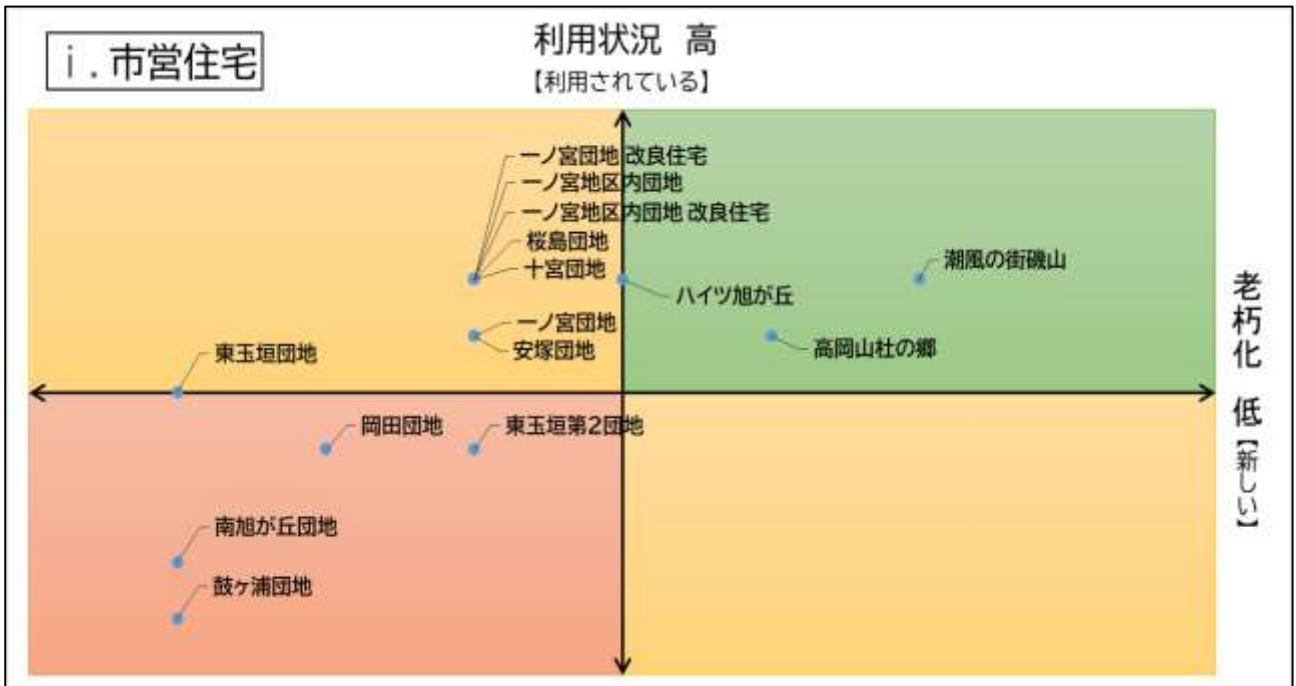 ⅰ.市営住宅
利用状況 高
【利用されている】
一ノ宮団地 改良住宅
一ノ宮地区内団地
一ノ宮地区内団地 改良住宅
桜島団地
十宮団地
潮風の街磯山
ハイツ旭が丘
一ノ宮団地
安塚団地
高岡山杜の郷
東玉垣団地
老朽化 低【新しい】
岡田団地
東玉垣第2団地
南旭が丘団地
鼓ヶ浦団地